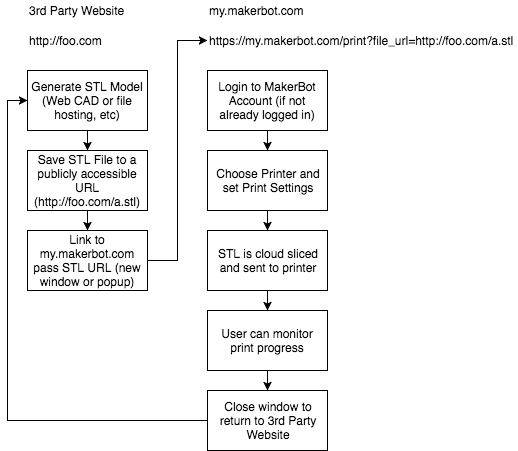 3rd Party Website
http://foo.com
Generate STL Model
(Web CAD or file
hosting, etc)
Save STL File to a
publicly accessible
URL
(http://foo.com/a.stl)
Link to
my.makerbot.com
pass STL URL (new
window or popup)
my.makerbot.com
https://my.makerbot.com/print?file_url=http://foo.com/a.stl
Login to MakerBot
Account (if not
already logged in)
Choose Printer and
set Print Settings
STL is cloud sliced
and sent to printer
User can monitor
print progress
Close window to
return to 3rd Party
Website